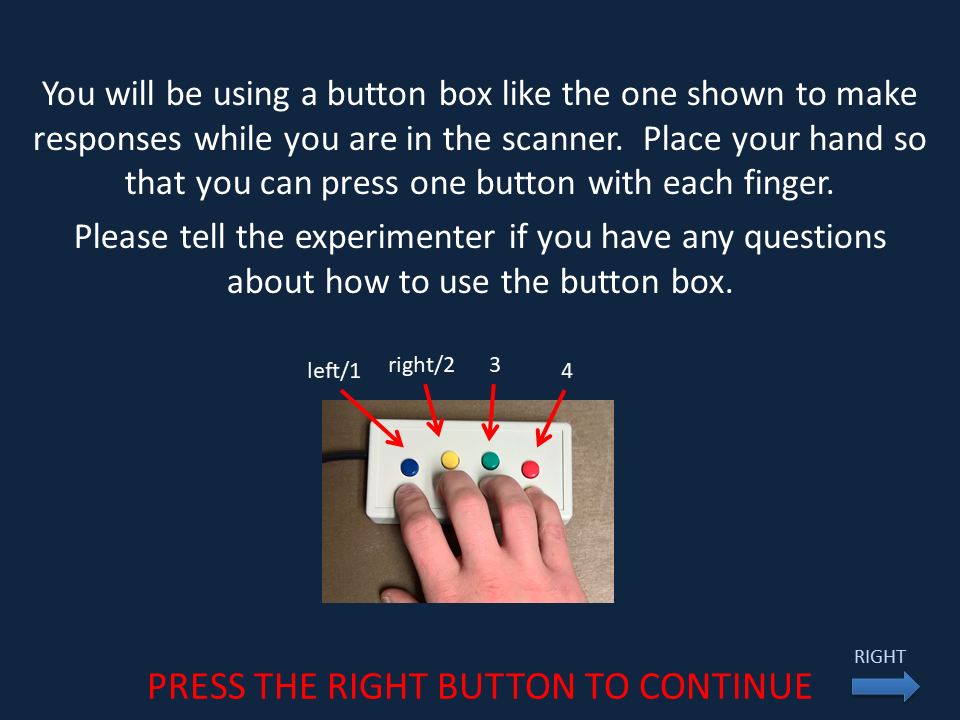 You will be using a button box like the one shown to make
responses while you are in the scanner.  Place your hand so
that you can press one button with each finger.
Please tell the experimenter if you have any questions
about how to use the button box.
left/1 right/2 3 4
RIGHT
PRESS THE RIGHT BUTTON TO CONTINUE